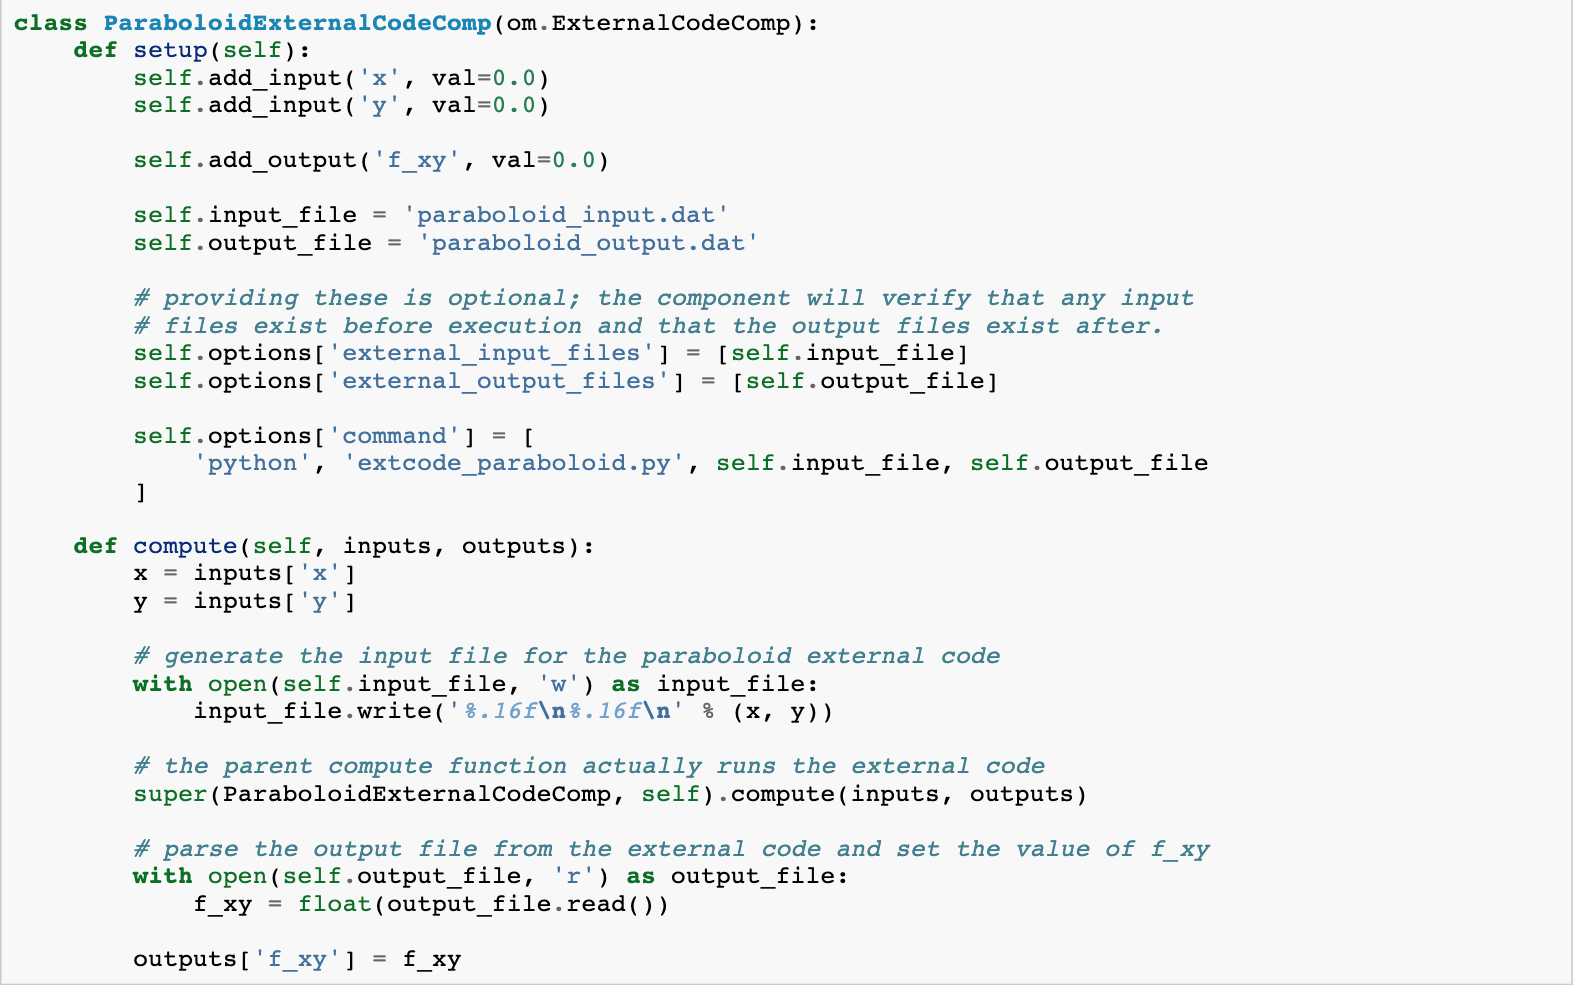 class ParaboloidExternalCodeComp(om.ExternalCodeComp):
    def setup(self):
        self.add_input('x', val=0.0)
        self.add_input('y', val=0.0)

        self.add_output('f_xy', val=0.0)

        self.input_file = 'paraboloid_input.dat'
        self.output_file = 'paraboloid_output.dat'

        # providing these is optional; the component will verify that any input
        # files exist before execution and that the output files exist after.
        self.options['external_input_files'] = [self.input_file]
        self.options['external_output_files'] = [self.output_file]

        self.options['command'] = [
            'python', 'extcode_paraboloid.py', self.input_file, self.output_file
        ]

    def compute(self, inputs, outputs):
        x = inputs['x']
        y = inputs['y']

        # generate the input file for the paraboloid external code
        with open(self.input_file, 'w') as input_file:
            input_file.write('%.16f\n%.16f\n' % (x, y))

        # the parent compute function actually runs the external code
        super(ParaboloidExternalCodeComp, self).compute(inputs, outputs)

        # parse the output file from the external code and set the value of f_xy
        with open(self.output_file, 'r') as output_file:
            f_xy = float(output_file.read())

        outputs['f_xy'] = f_xy